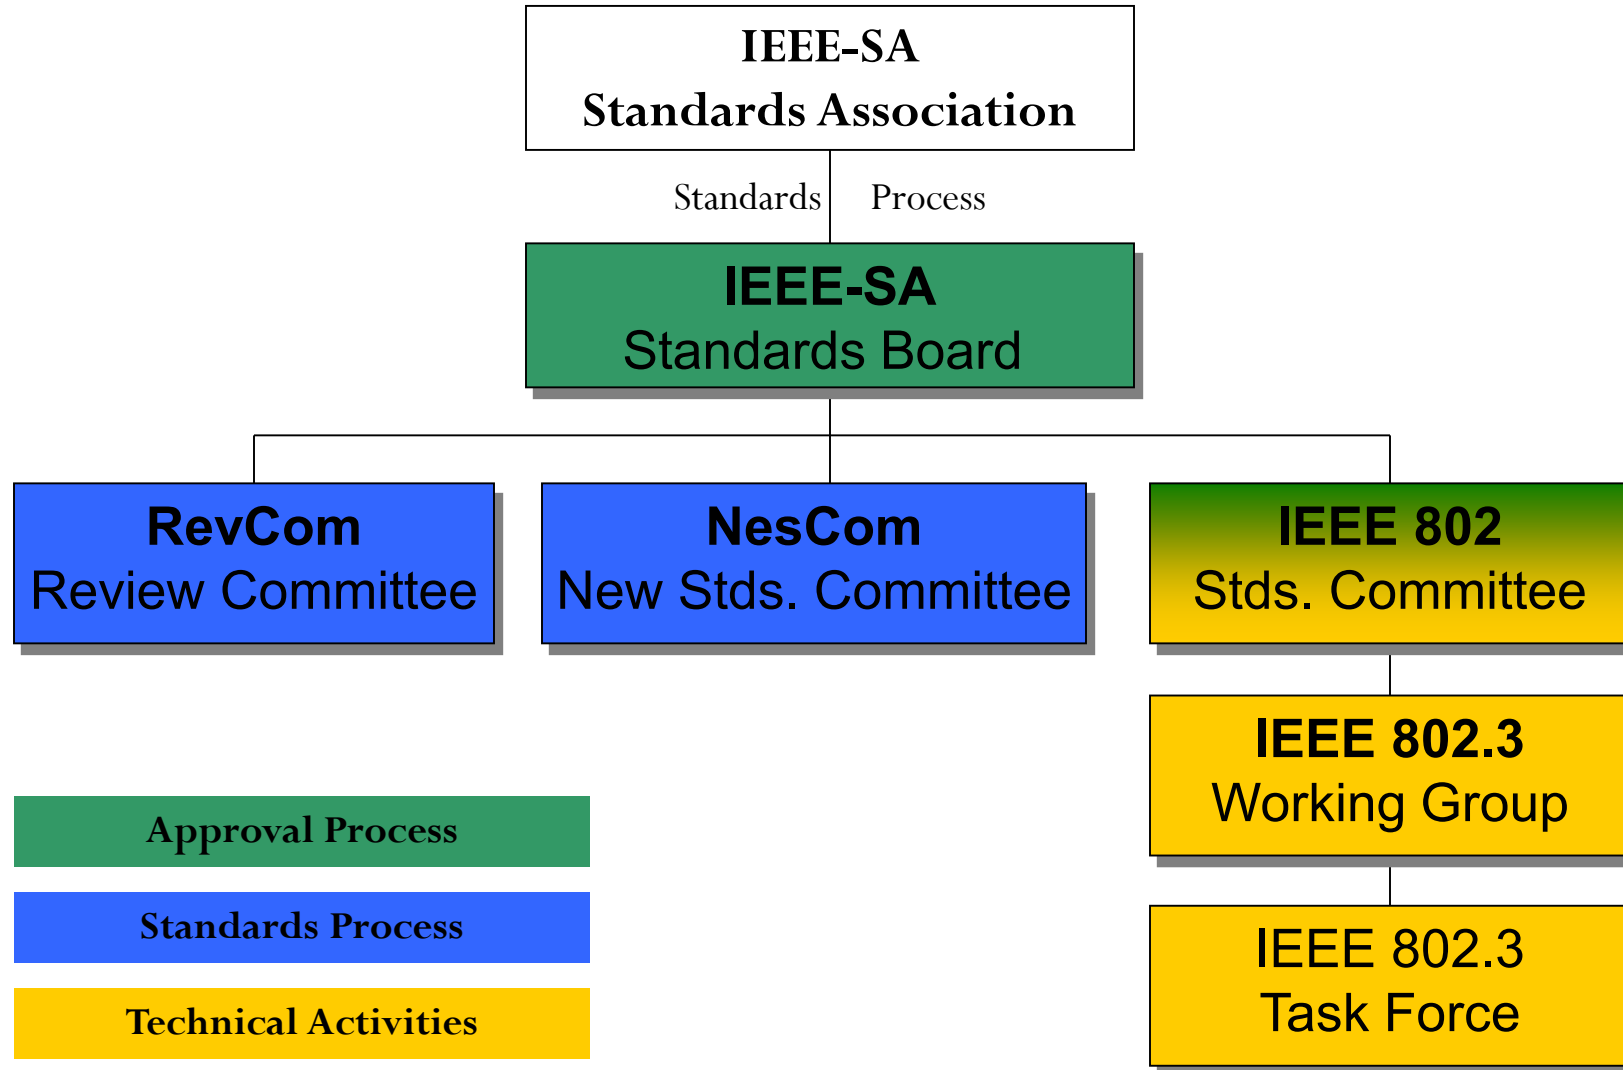 IEEE-SA
Standards Association
Standards Process
IEEE-SA
Standards Board
RevCom
Review Committee
NesCom
New Stds. Committee
IEEE 802
Stds. Committee
IEEE 802.3
Working Group
IEEE 802.3
Task Force
Approval Process
Standards Process
Technical Activities